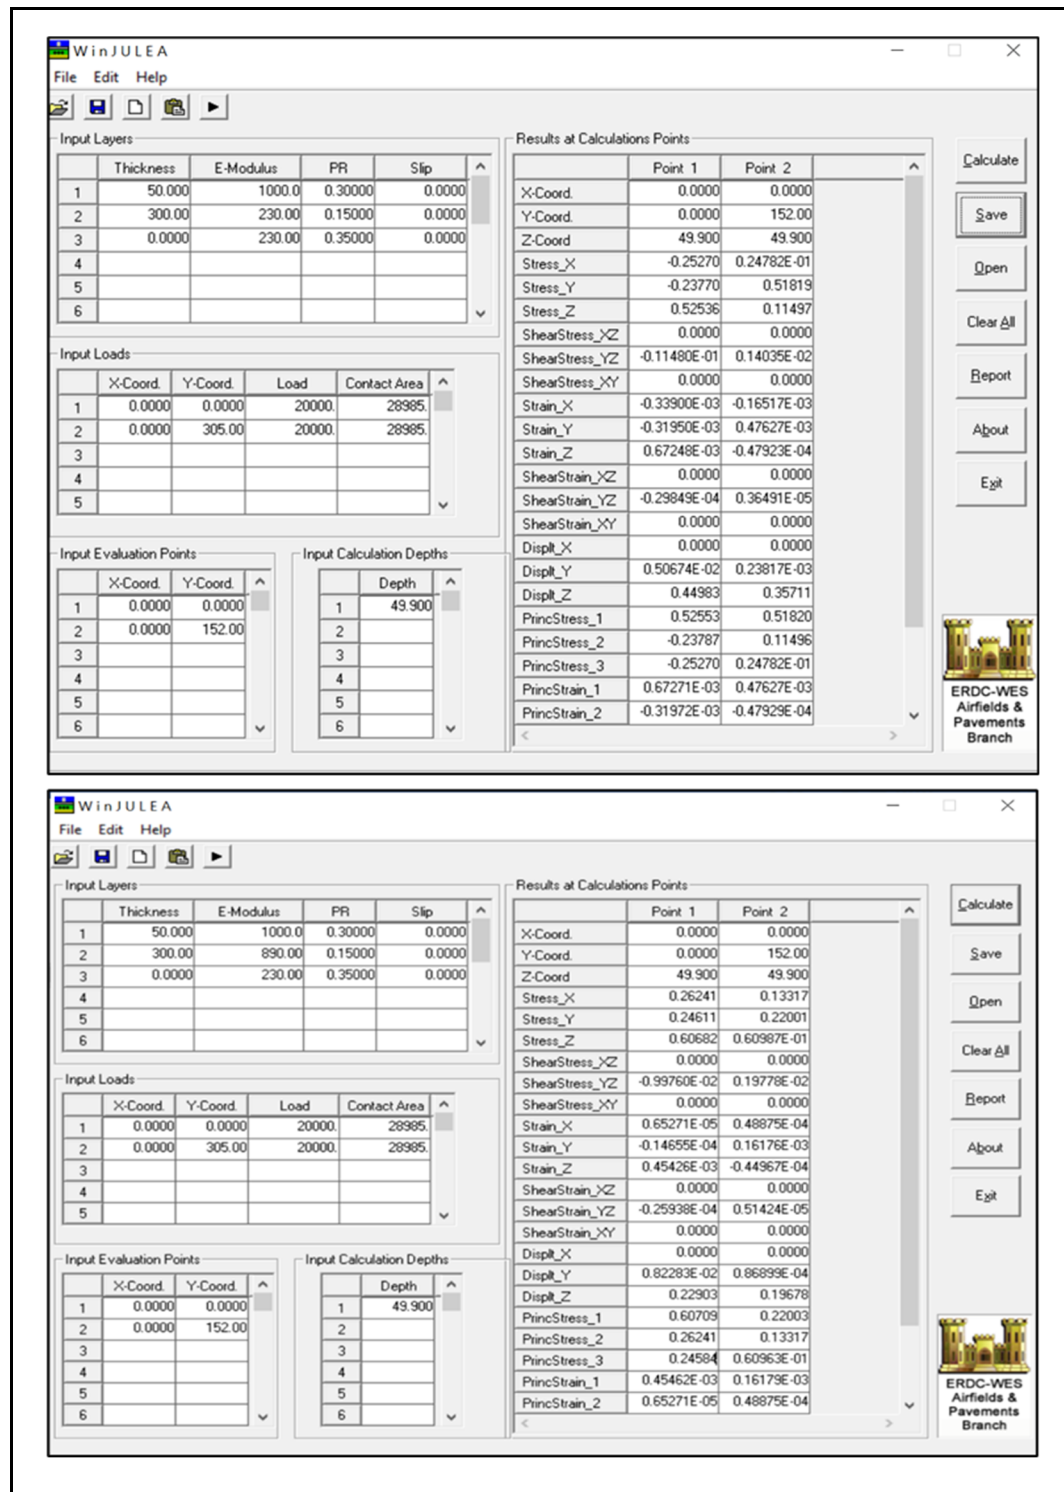 WinJULEA
File Edit Help
Input Layers
Thickness E-Modulus PR Slip
1 50.000 1000.0 0.30000 0.0000
2 300.00 230.00 0.15000 0.0000
3 0.0000 230.00 0.35000 0.0000
4
5
6
Input Loads
X-Coord. Y-Coord. Load Contact Area
1 0.0000 0.0000 20000. 28985.
2 0.0000 305.00 20000. 28985.
3
4
5
Input Evaluation Points
X-Coord. Y-Coord.
1 0.0000 0.0000
2 0.0000 152.00
3
4
5
6
Input Calculation Depths
Depth
1 49.900
2
3
4
5
6
Results at Calculations Points
Point 1 Point 2
X-Coord. 0.0000 0.0000
Y-Coord. 0.0000 152.00
Z-Coord 49.900 49.900
Stress_X -0.25270 0.24782E-01
Stress_Y -0.23770 0.51819
Stress_Z 0.52536 0.11497
ShearStress_XZ 0.0000 0.0000
ShearStress_YZ -0.11480E-01 0.14035E-02
ShearStress_XY 0.0000 0.0000
Strain_X -0.33900E-03 -0.16517E-03
Strain_Y -0.31950E-03 0.47627E-03
Strain_Z 0.67248E-03 -0.47923E-04
ShearStrain_XZ 0.0000 0.0000
ShearStrain_YZ -0.29849E-04 0.36491E-05
ShearStrain_XY 0.0000 0.0000
Displt_X 0.0000 0.0000
Displt_Y 0.50674E-02 0.23817E-03
Displt_Z 0.44983 0.35711
PrincStress_1 0.52553 0.51820
PrincStress_2 -0.23787 0.11496
PrincStress_3 -0.25270 0.24782E-01
PrincStrain_1 0.67271E-03 0.47627E-03
PrincStrain_2 -0.31972E-03 -0.47929E-04
Calculate
Save
Open
Clear All
Report
About
Exit
ERDC-WES
Airfields &
Pavements
Branch
WinJULEA
File Edit Help
Input Layers
Thickness E-Modulus PR Slip
1 50.000 1000.0 0.30000 0.0000
2 300.00 890.00 0.15000 0.0000
3 0.0000 230.00 0.35000 0.0000
4
5
6
Input Loads
X-Coord. Y-Coord. Load Contact Area
1 0.0000 0.0000 20000. 28985.
2 0.0000 305.00 20000. 28985.
3
4
5
Input Evaluation Points
X-Coord. Y-Coord.
1 0.0000 0.0000
2 0.0000 152.00
3
4
5
6
Input Calculation Depths
Depth
1 49.900
2
3
4
5
6
Results at Calculations Points
Point 1 Point 2
X-Coord. 0.0000 0.0000
Y-Coord. 0.0000 152.00
Z-Coord 49.900 49.900
Stress_X 0.26241 0.13317
Stress_Y 0.24611 0.22001
Stress_Z 0.60682 0.60987E-01
ShearStress_XZ 0.0000 0.0000
ShearStress_YZ -0.99760E-02 0.19778E-02
ShearStress_XY 0.0000 0.0000
Strain_X 0.65271E-05 0.48875E-04
Strain_Y -0.14655E-04 0.16176E-03
Strain_Z 0.45426E-03 -0.44967E-04
ShearStrain_XZ 0.0000 0.0000
ShearStrain_YZ -0.25938E-04 0.51424E-05
ShearStrain_XY 0.0000 0.0000
Displt_X 0.0000 0.0000
Displt_Y 0.82283E-02 0.86899E-04
Displt_Z 0.22903 0.19678
PrincStress_1 0.60709 0.22003
PrincStress_2 0.26241 0.13317
PrincStress_3 0.24584 0.60963E-01
PrincStrain_1 0.45462E-03 0.16179E-03
PrincStrain_2 0.65271E-05 0.48875E-04
Calculate
Save
Open
Clear All
Report
About
Exit
ERDC-WES
Airfields &
Pavements
Branch